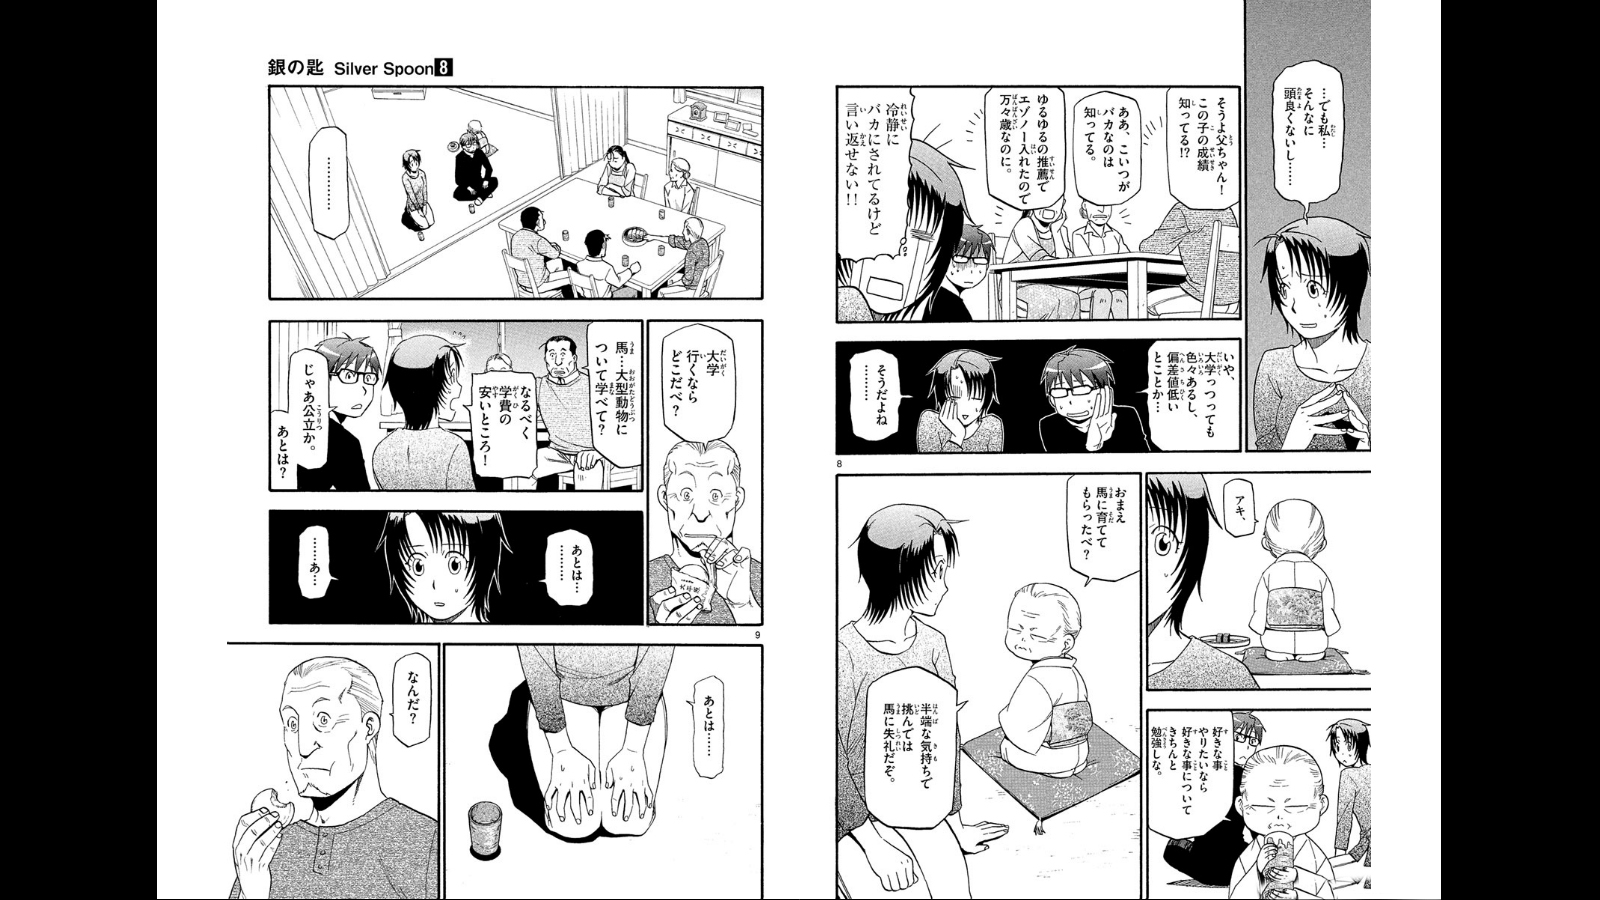 …でも私…
そんなに
頭良くないし……
そうよ父ちゃん！
この子の成績
知ってる!?
ああ、こいつが
バカなのは
知ってる。
ゆるゆるの推薦で
エゾノー入れたので
万々歳なのに。
冷静に
バカにされてるけど
言い返せない!!
いや、
大学っつっても
色々あるし、
偏差値低い
とことか…
そうだよね
………
8
アキ、
おまえ
馬に育てて
もらったべ？
半端な気持ちで
挑んでは
馬に失礼だぞ。
好きな事
やりたいなら
好きな事について
きちんと
勉強しな。
銀の匙 Silver Spoon 8
………
大学
行くなら
どこだべ？
馬…大型動物に
ついて学べて？
なるべく
学費の
安いところ！
じゃあ公立か。
あとは？
あとは…
………
……あ…
9
あとは……
なんだ？